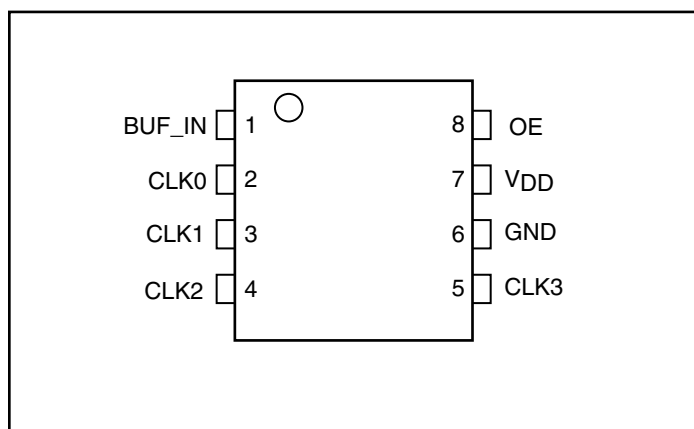 BUF_IN 1 8 OE
CLK0 2 7 VDD
CLK1 3 6 GND
CLK2 4 5 CLK3